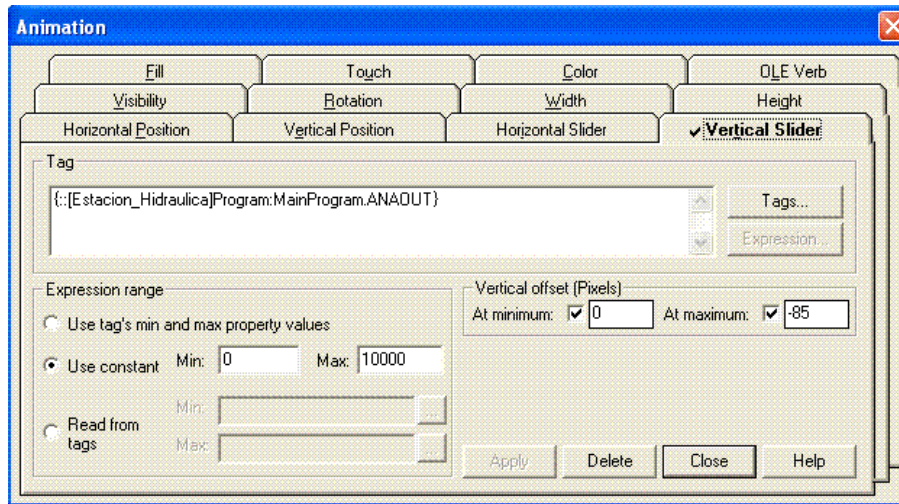 Animation
Fill Touch Color OLE Verb
Visibility Rotation Width Height
Horizontal Position Vertical Position Horizontal Slider Vertical Slider
Tag
{::[Estacion_Hidraulica]Program:MainProgram.ANAOUT}
Tags...
Expression...
Expression range
Use tag's min and max property values
Use constant Min: 0 Max: 10000
Read from tags
Min: ...
Max: ...
Vertical offset (Pixels)
At minimum: 0 At maximum: -85
Apply Delete Close Help